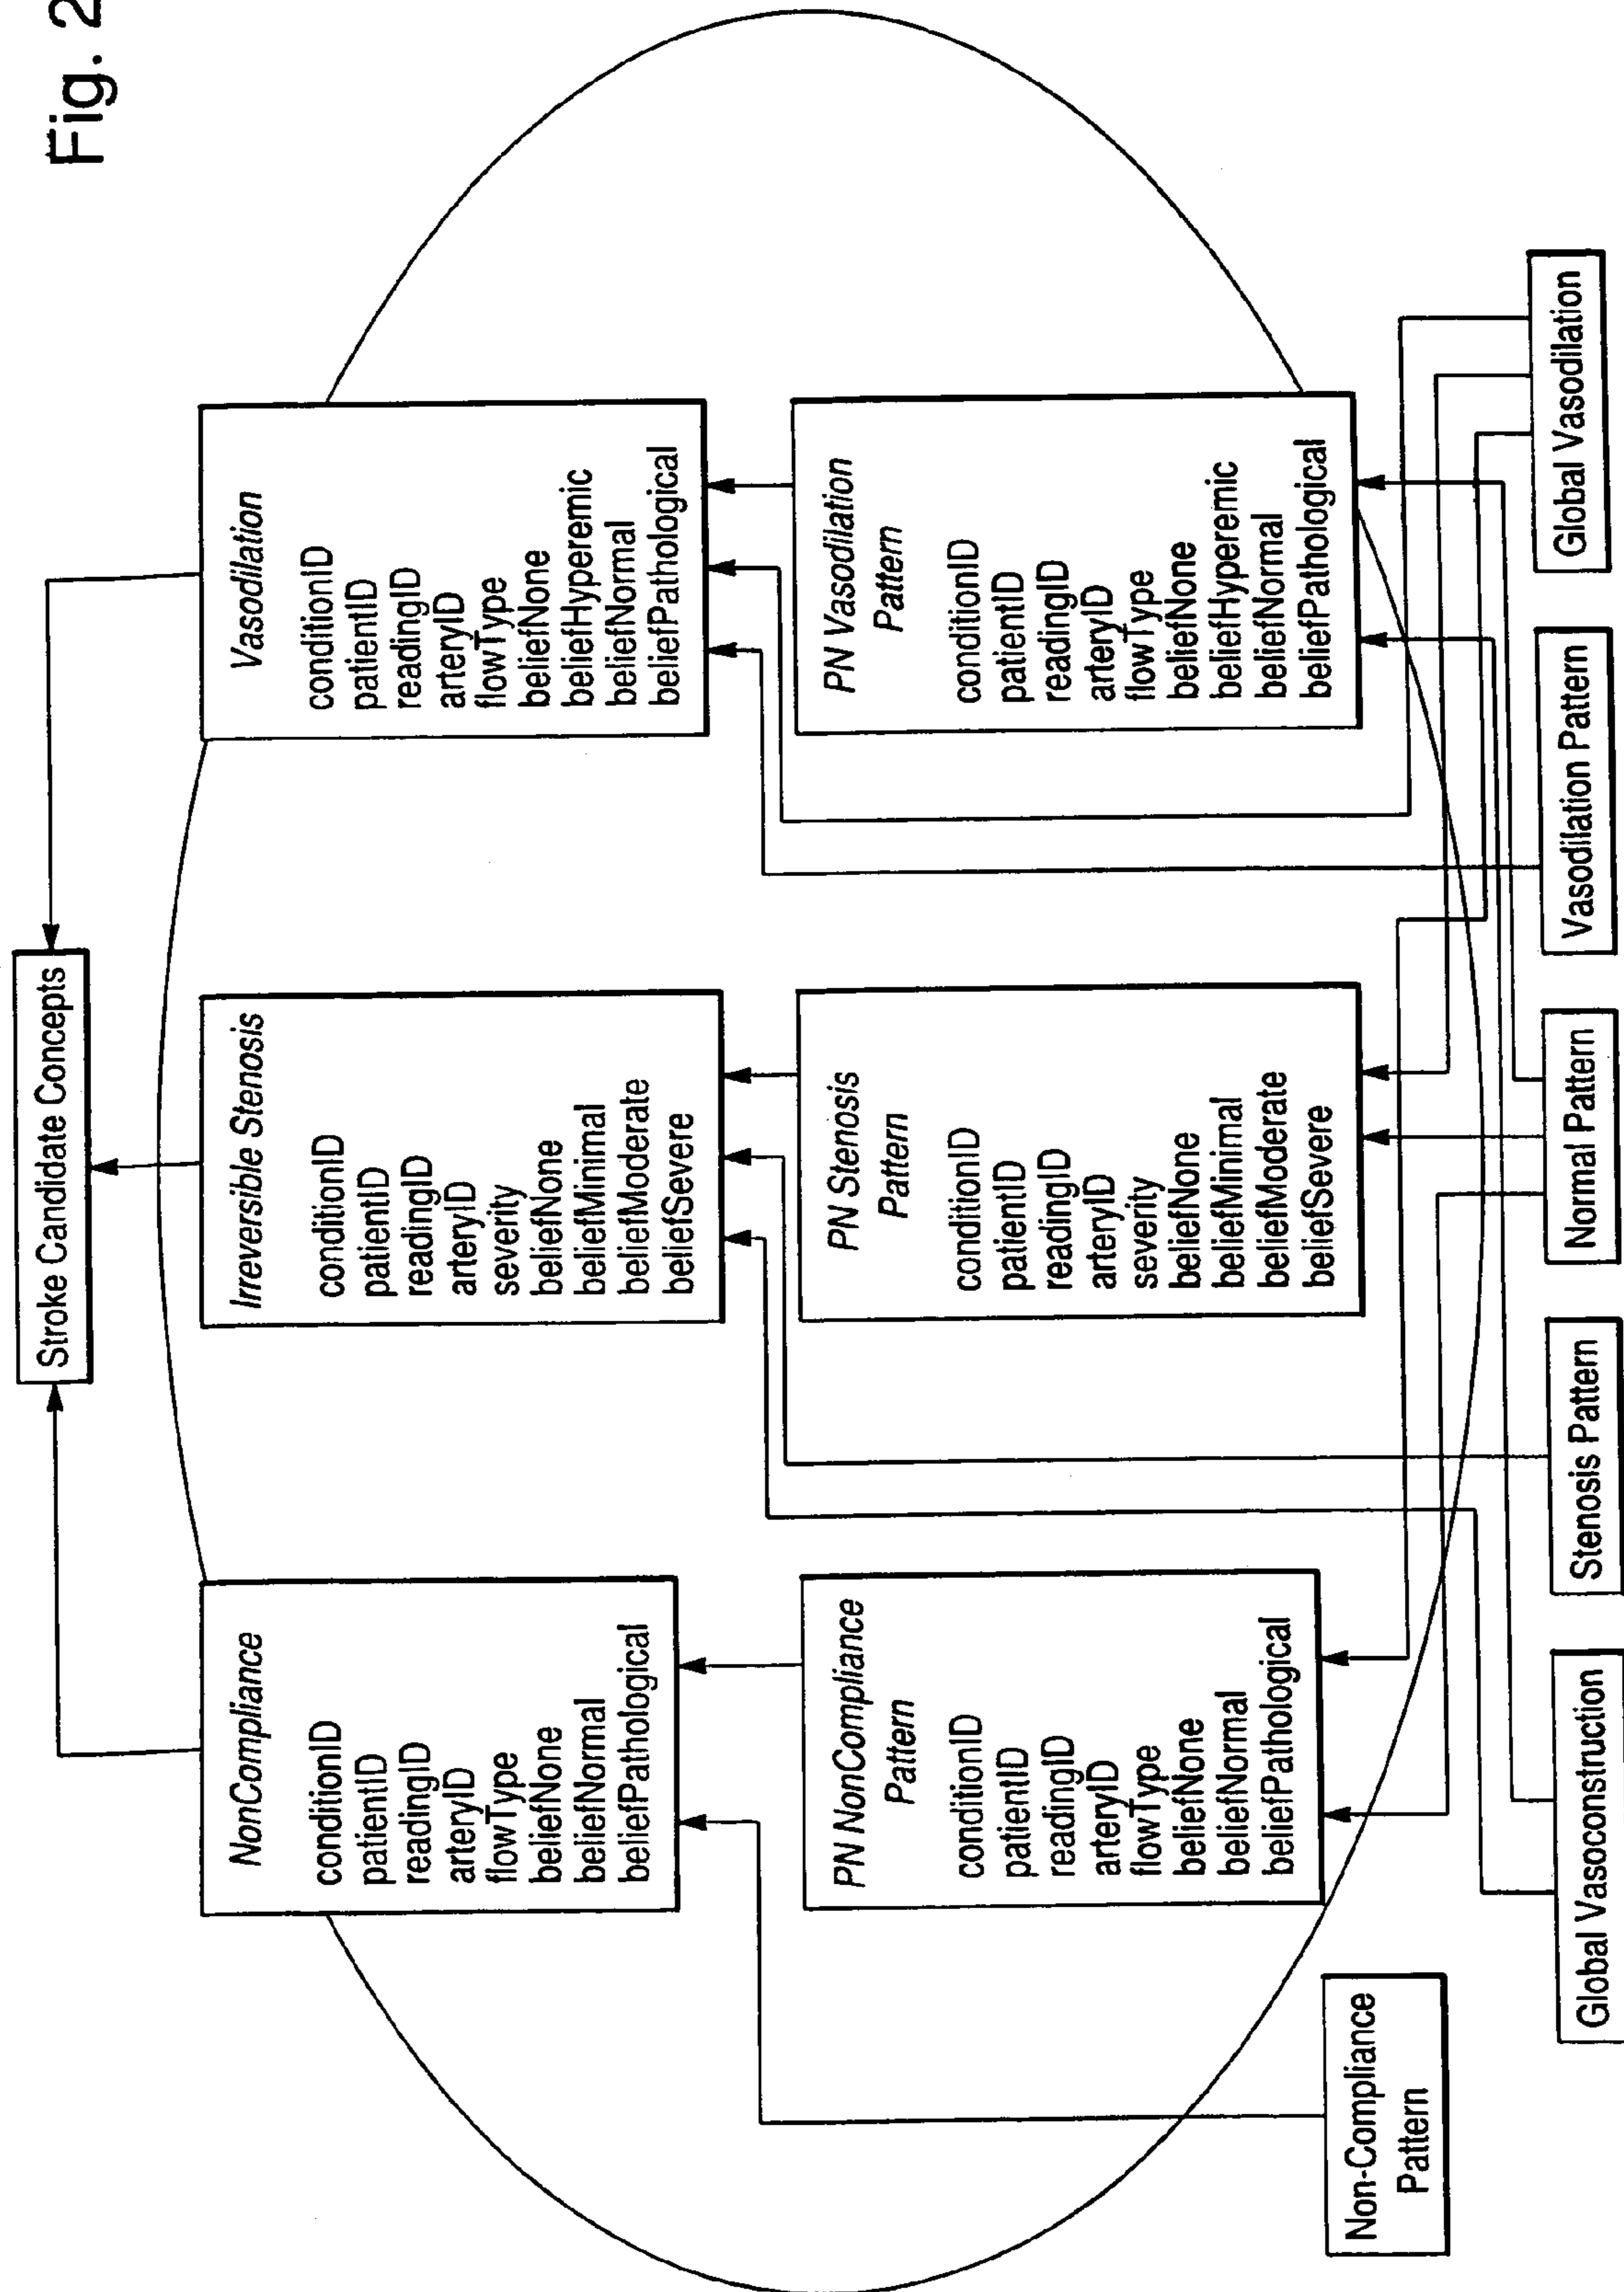 Fig. 2
Stroke Candidate Concepts
NonCompliance
conditionID
patientID
readingID
arteryID
flowType
beliefNone
beliefNormal
beliefPathological
Irreversible Stenosis
conditionID
patientID
readingID
arteryID
severity
beliefNone
beliefMinimal
beliefModerate
beliefSevere
Vasodilation
conditionID
patientID
readingID
arteryID
flowType
beliefNone
beliefHyperemic
beliefNormal
beliefPathological
PN NonCompliance
Pattern
conditionID
patientID
readingID
arteryID
flowType
beliefNone
beliefNormal
beliefPathological
PN Stenosis
Pattern
conditionID
patientID
readingID
arteryID
severity
beliefNone
beliefMinimal
beliefModerate
beliefSevere
PN Vasodilation
Pattern
conditionID
patientID
readingID
arteryID
flowType
beliefNone
beliefHyperemic
beliefNormal
beliefPathological
Non-Compliance
Pattern
Global Vasoconstruction
Stenosis Pattern
Normal Pattern
Vasodilation Pattern
Global Vasodilation